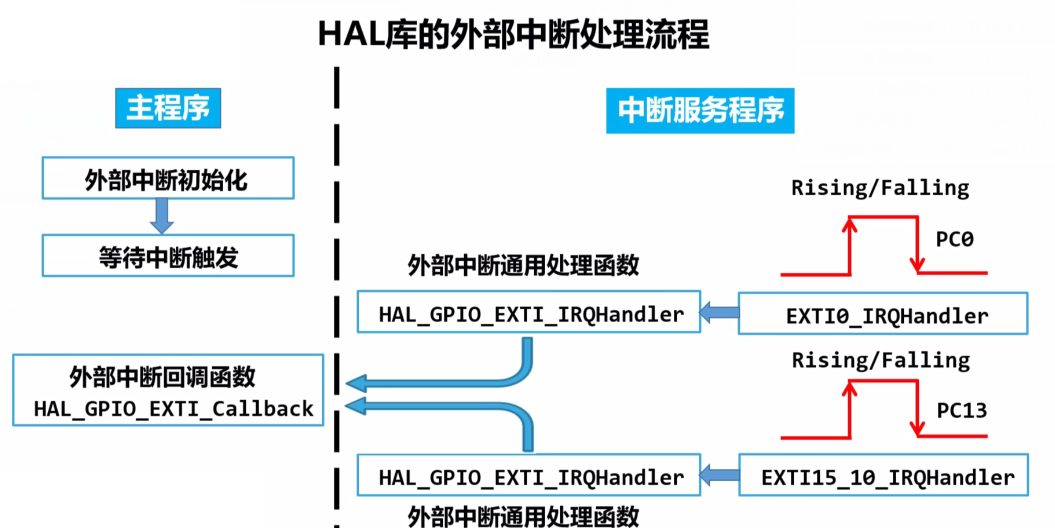 HAL库的外部中断处理流程
主程序
中断服务程序
外部中断初始化
等待中断触发
Rising/Falling
PC0
外部中断通用处理函数
HAL_GPIO_EXTI_IRQHandler
EXTI0_IRQHandler
外部中断回调函数
HAL_GPIO_EXTI_Callback
Rising/Falling
PC13
HAL_GPIO_EXTI_IRQHandler
EXTI15_10_IRQHandler
外部中断通用处理函数